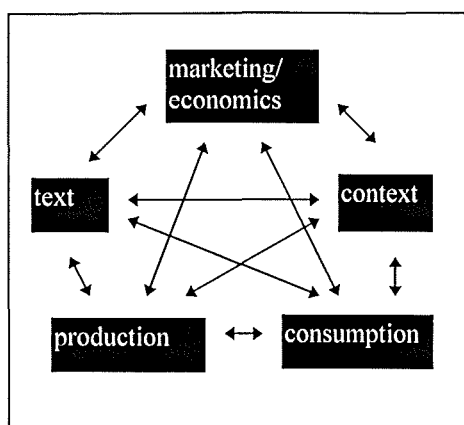 marketing/
economics
text
context
production
consumption